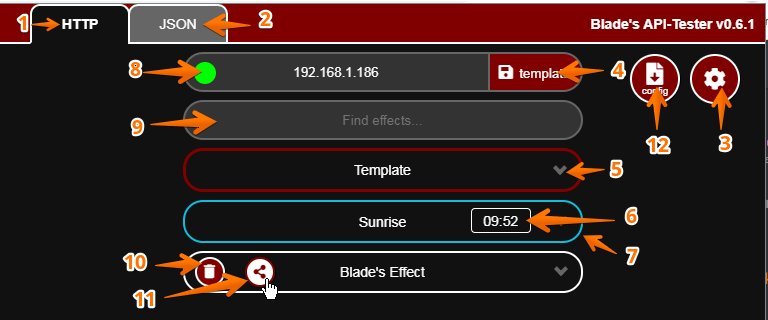 1 HTTP JSON 2 Blade's API-Tester v0.6.1
8 192.168.1.186 templat 4
config
9 Find effects... 12 3
Template 5
Sunrise 09:52 6
7
10 Blade's Effect
11